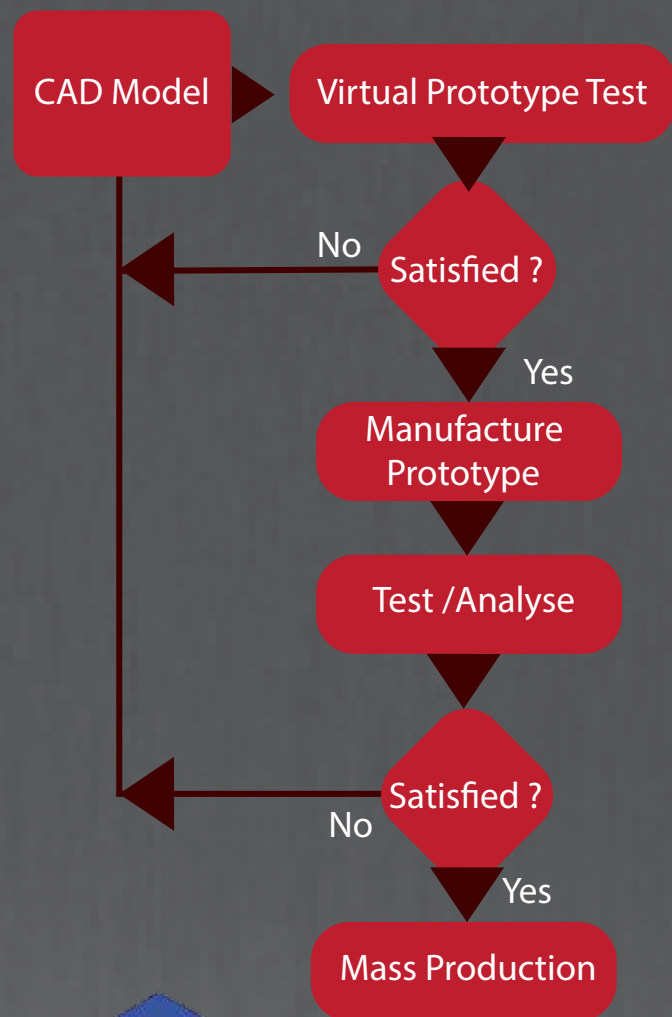 CAD Model
Virtual Prototype Test
Satisfied ?
No
Yes
Manufacture
Prototype
Test /Analyse
Satisfied ?
No
Yes
Mass Production